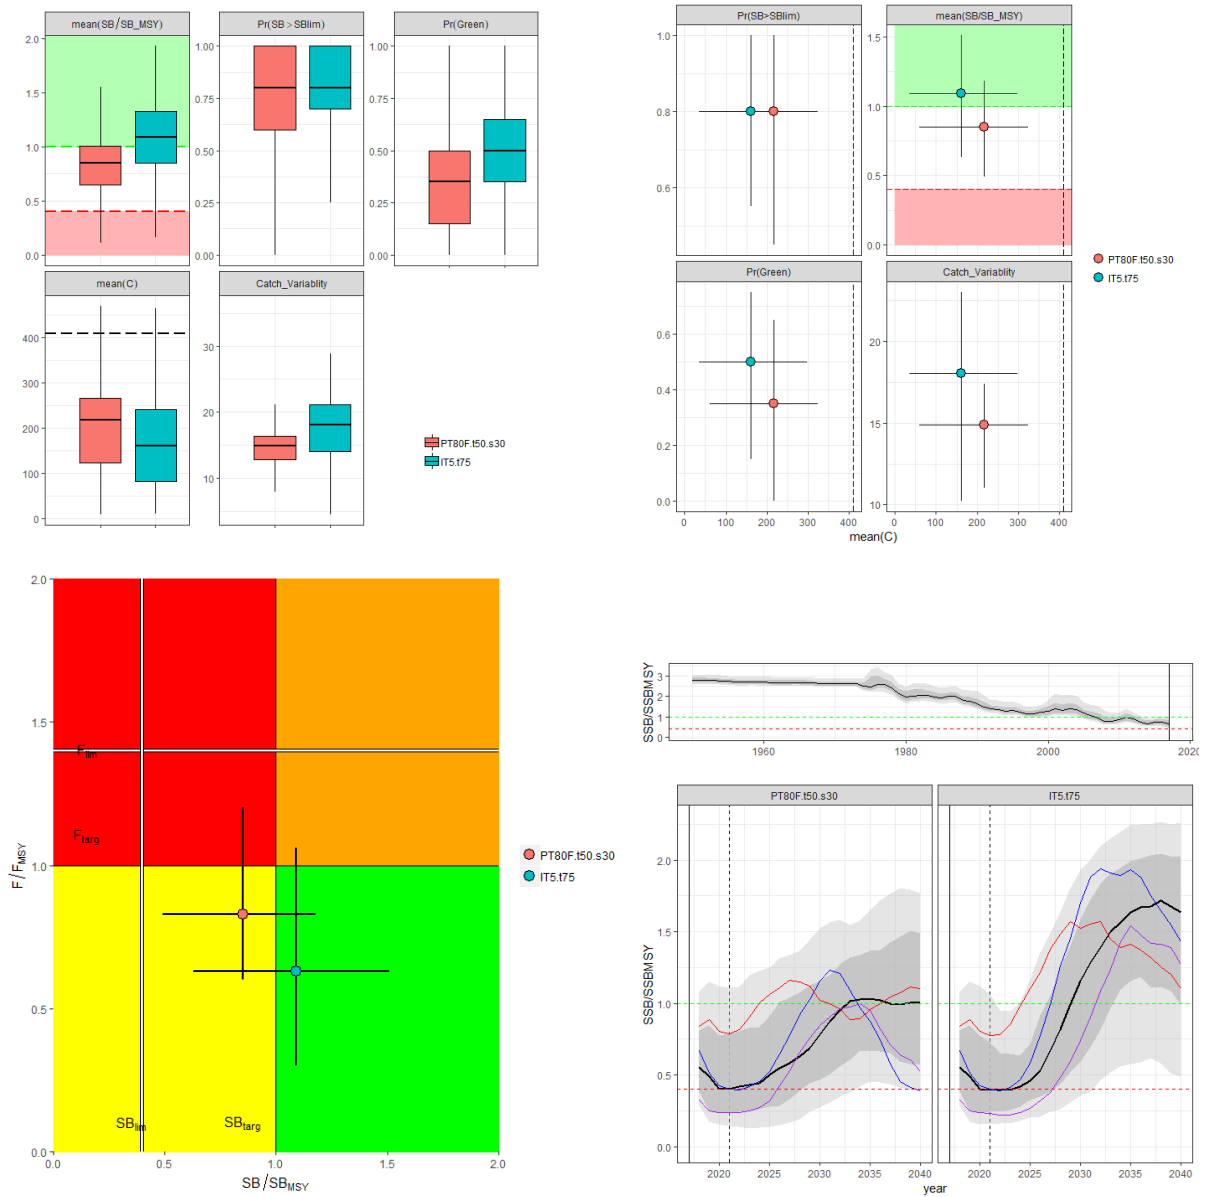 mean(SB/SB_MSY)
Pr(SB>SBlim)
Pr(Green)
2.0
1.5
1.0
0.5
0.0
1.00
0.75
0.50
0.25
0.00
1.00
0.75
0.50
0.25
0.00
mean(C)
Catch_Variablity
400
300
200
100
0
30
20
10
PT80F.t50.s30
IT5.t75
Pr(SB>SBlim)
mean(SB/SB_MSY)
1.0
0.8
0.6
1.5
1.0
0.5
0.0
Pr(Green)
Catch_Variablity
0.6
0.4
0.2
0.0
20
15
10
0 100 200 300 400
0 100 200 300 400
mean(C)
PT80F.t50.s30
IT5.t75
2.0
1.5
1.0
0.5
0.0
F/FMSY
Flim
Ftarg
SBlim
SBtarg
0.0 0.5 1.0 1.5 2.0
SB/SBMSY
PT80F.t50.s30
IT5.t75
SSB/SSBMSY
3
2
1
0
1960 1980 2000 2020
PT80F.t50.s30
IT5.t75
SSB/SSBMSY
2.0
1.5
1.0
0.5
0.0
2020 2025 2030 2035 2040
2020 2025 2030 2035 2040
year